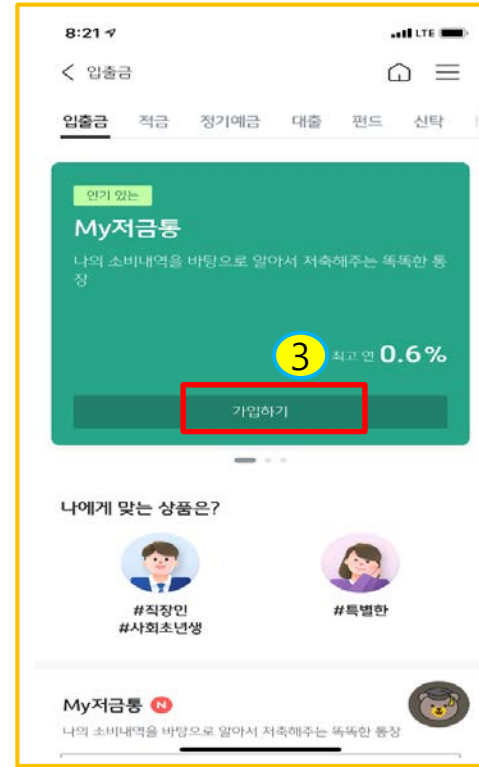 8:21
LTE
입출금
입출금 적금 정기예금 대출 펀드 신탁
인기 있는
My저금통
나의 소비내역을 바탕으로 알아서 저축해주는 똑똑한 통
장
3
최고 연 0.6%
가입하기
나에게 맞는 상품은?
#직장인
#사회초년생
#특별한
My저금통 N
나의 소비내역을 바탕으로 알아서 저축해주는 똑똑한 통장